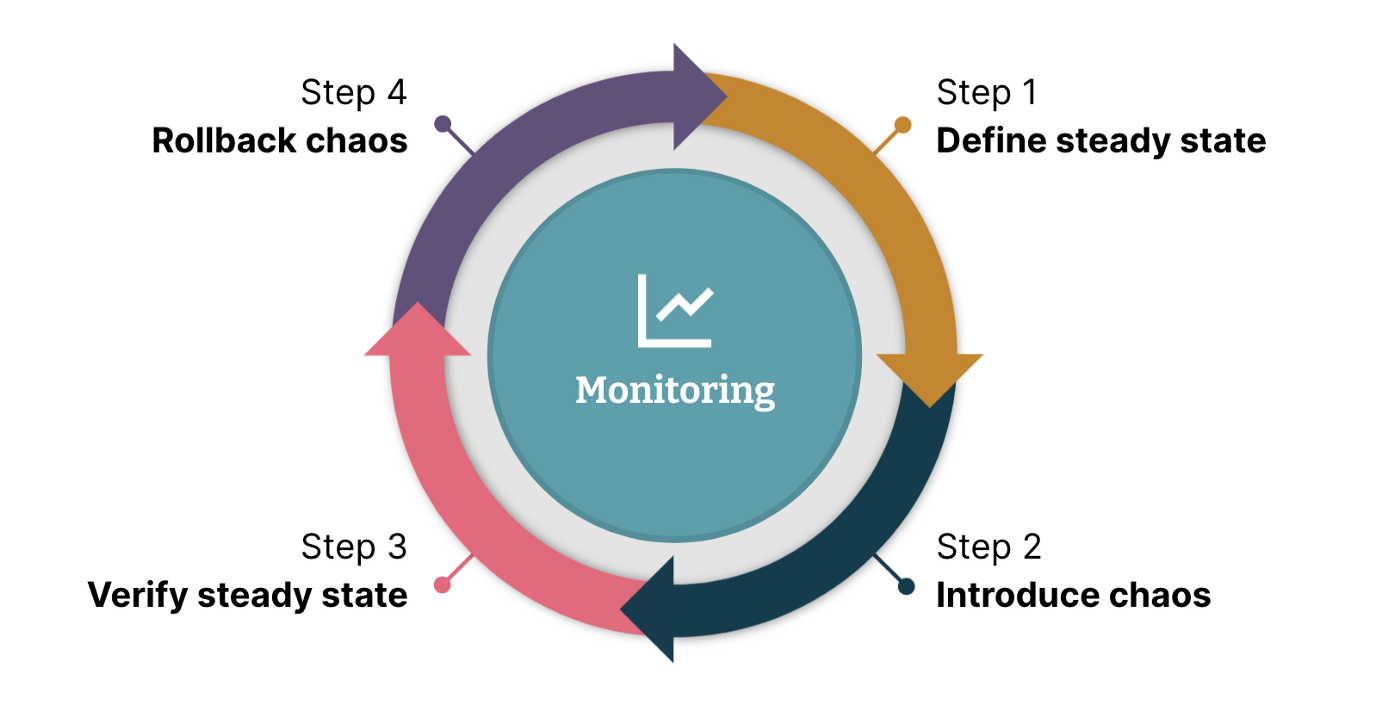 Step 1
Define steady state
Step 2
Introduce chaos
Step 3
Verify steady state
Step 4
Rollback chaos
Monitoring